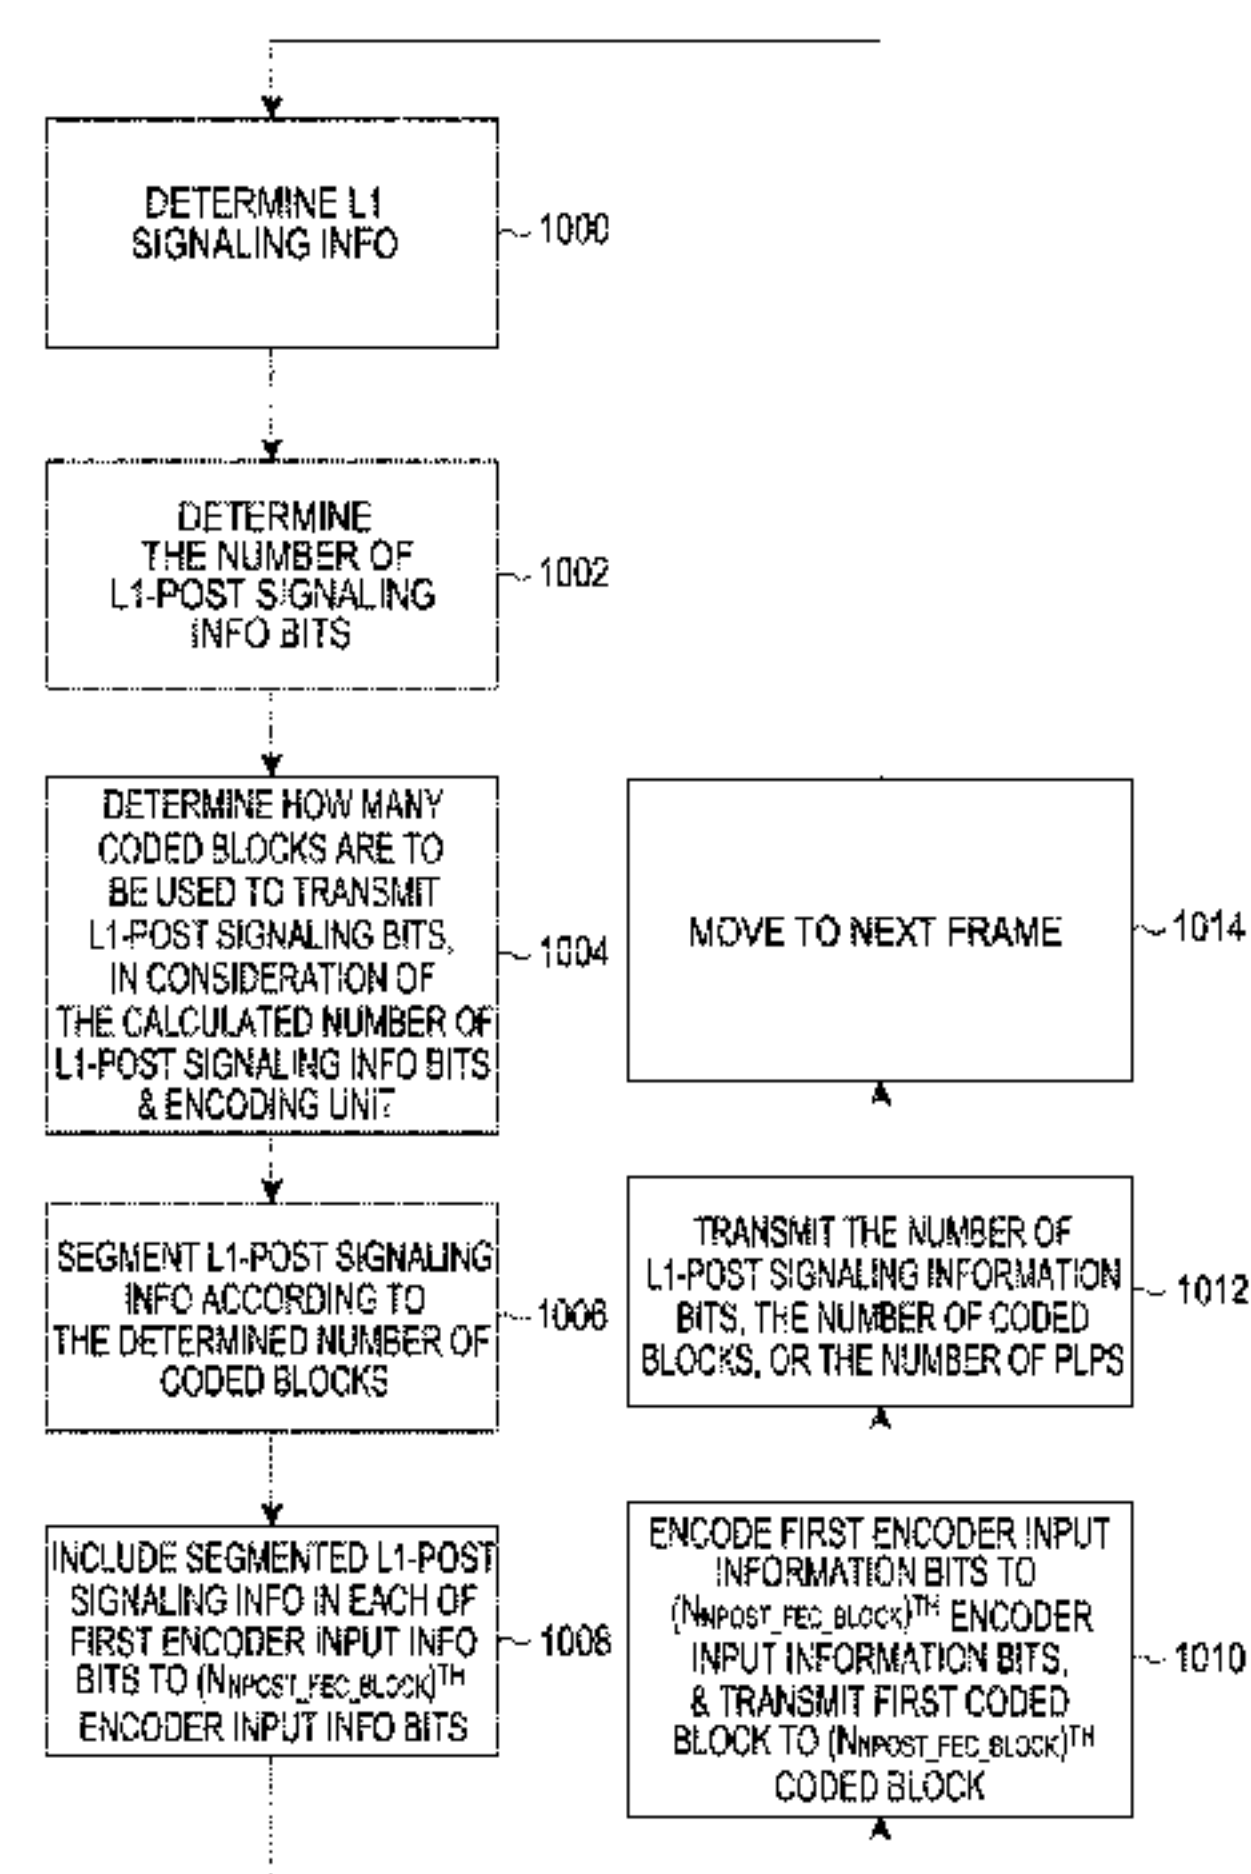 DETERMINE L1
SIGNALING INFO
1000
DETERMINE
THE NUMBER OF
L1-POST SIGNALING
INFO BITS
1002
DETERMINE HOW MANY
CODED BLOCKS ARE TO
BE USED TO TRANSMIT
L1-POST SIGNALING BITS,
IN CONSIDERATION OF
THE CALCULATED NUMBER OF
L1-POST SIGNALING INFO BITS
& ENCODING UNIT
1004
SEGMENT L1-POST SIGNALING
INFO ACCORDING TO
THE DETERMINED NUMBER OF
CODED BLOCKS
1006
INCLUDE SEGMENTED L1-POST
SIGNALING INFO IN EACH OF
FIRST ENCODER INPUT INFO
BITS TO (NNPOST_FEC_BLOCK)TH
ENCODER INPUT INFO BITS
1008
MOVE TO NEXT FRAME
1014
TRANSMIT THE NUMBER OF
L1-POST SIGNALING INFORMATION
BITS, THE NUMBER OF CODED
BLOCKS, OR THE NUMBER OF PLPS
1012
ENCODE FIRST ENCODER INPUT
INFORMATION BITS TO
(NNPOST_FEC_BLOCK)TH ENCODER
INPUT INFORMATION BITS,
& TRANSMIT FIRST CODED
BLOCK TO (NNPOST_FEC_BLOCK)TH
CODED BLOCK
1010